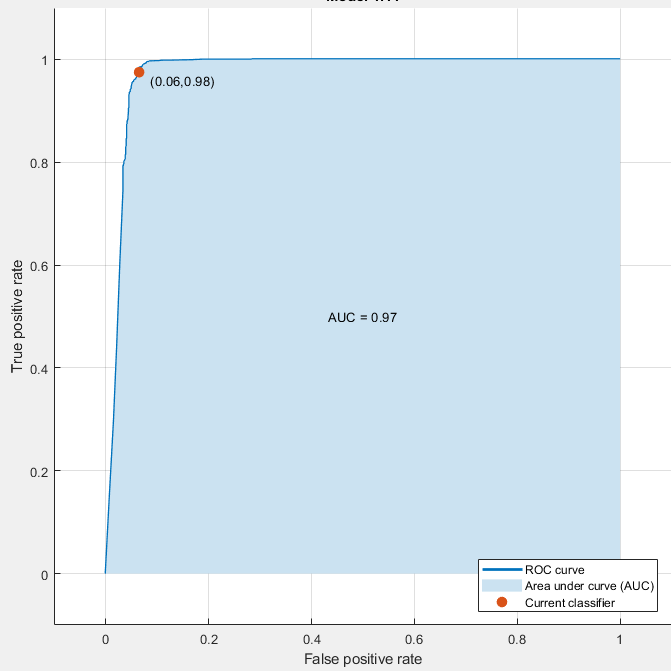 1
(0.06,0.98)
0.8
0.6
AUC = 0.97
0.4
0.2
0
True positive rate
ROC curve
Area under curve (AUC)
Current classifier
0 0.2 0.4 0.6 0.8 1
False positive rate